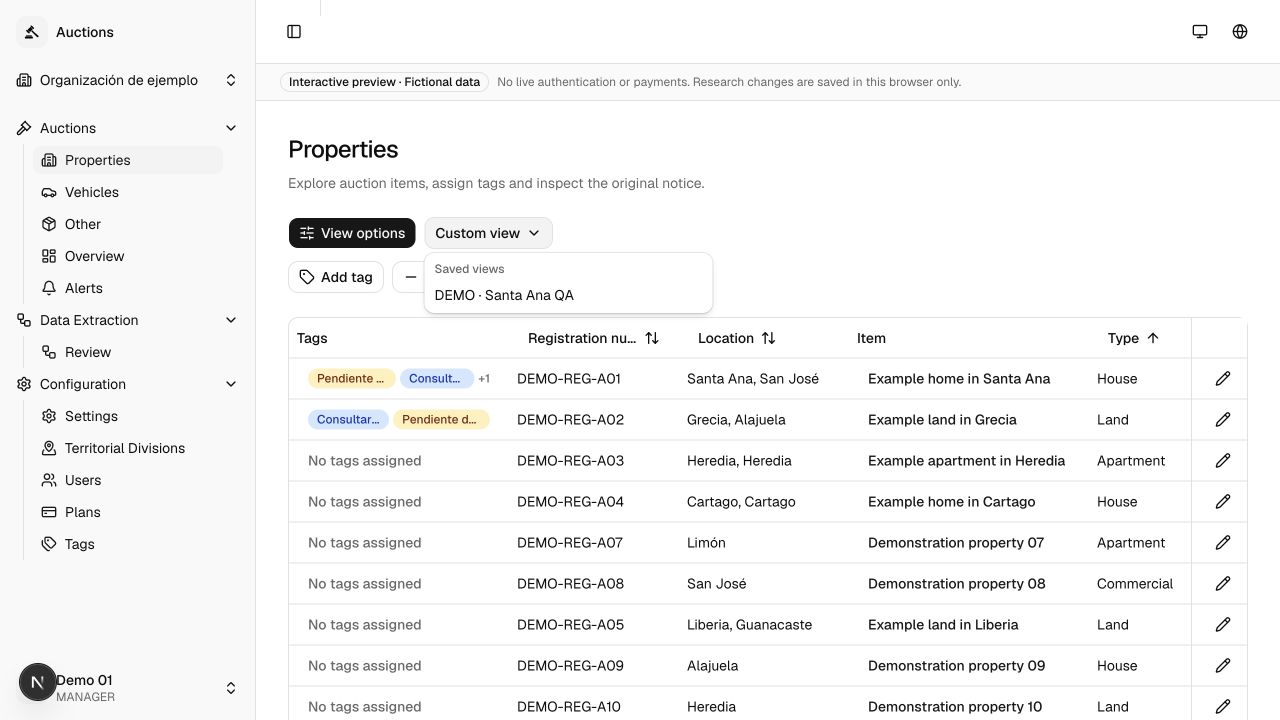 Auctions
Organización de ejemplo
Auctions
Properties
Vehicles
Other
Overview
Alerts
Data Extraction
Review
Configuration
Settings
Territorial Divisions
Users
Plans
Tags
N
Demo 01
MANAGER
Interactive preview · Fictional data No live authentication or payments. Research changes are saved in this browser only.
Properties
Explore auction items, assign tags and inspect the original notice.
View options Custom view
Add tag
Saved views
DEMO · Santa Ana QA
Tags Registration nu... Location Item Type
Pendiente ... Consult... +1 DEMO-REG-A01 Santa Ana, San José Example home in Santa Ana House
Consultar... Pendiente d... DEMO-REG-A02 Grecia, Alajuela Example land in Grecia Land
No tags assigned DEMO-REG-A03 Heredia, Heredia Example apartment in Heredia Apartment
No tags assigned DEMO-REG-A04 Cartago, Cartago Example home in Cartago House
No tags assigned DEMO-REG-A07 Limón Demonstration property 07 Apartment
No tags assigned DEMO-REG-A08 San José Demonstration property 08 Commercial
No tags assigned DEMO-REG-A05 Liberia, Guanacaste Example land in Liberia Land
No tags assigned DEMO-REG-A09 Alajuela Demonstration property 09 House
No tags assigned DEMO-REG-A10 Heredia Demonstration property 10 Land